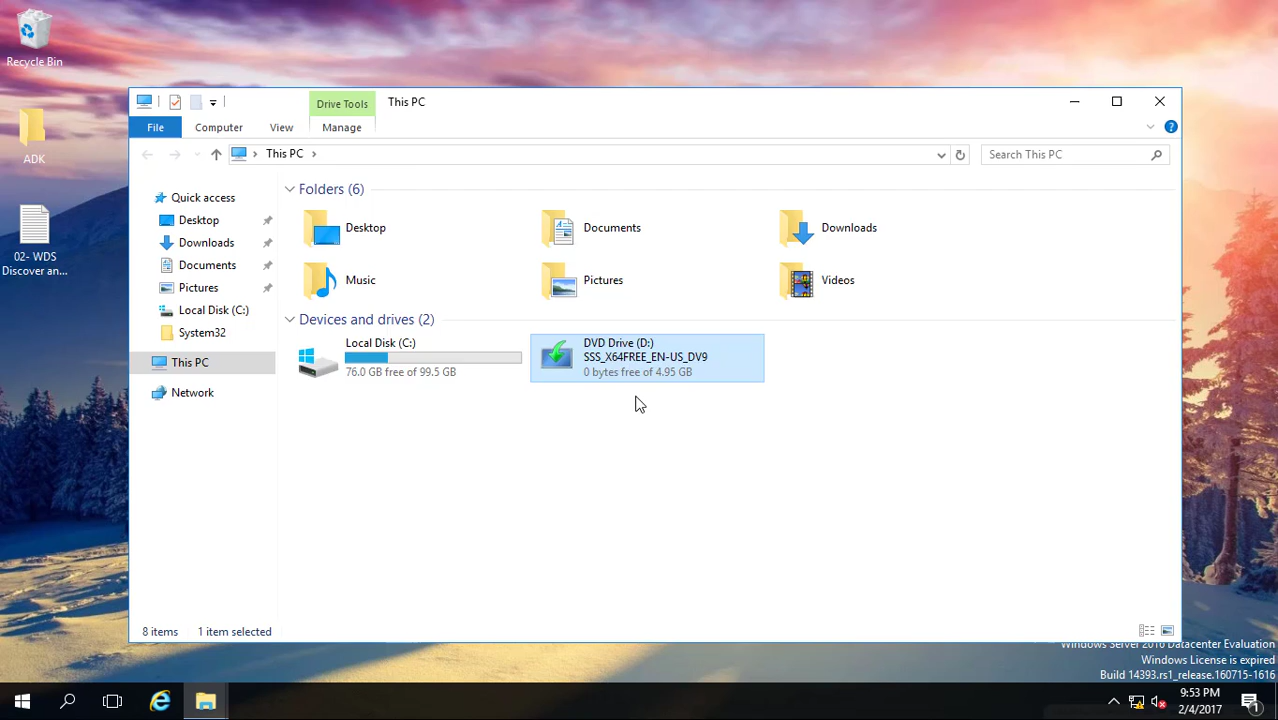 Recycle Bin
ADK
02- WDS
Discover an...
Drive Tools
This PC
File
Computer
View
Manage
This PC
Search This PC
Quick access
Desktop
Downloads
Documents
Pictures
Local Disk (C:)
System32
This PC
Network
Folders (6)
Desktop
Documents
Downloads
Music
Pictures
Videos
Devices and drives (2)
Local Disk (C:)
76.0 GB free of 99.5 GB
DVD Drive (D:)
SSS_X64FREE_EN-US_DV9
0 bytes free of 4.95 GB
8 items
1 item selected
Windows Server 2016 Datacenter Evaluation
Windows License is expired
Build 14393.rs1_release.160715-1616
9:53 PM
2/4/2017
1